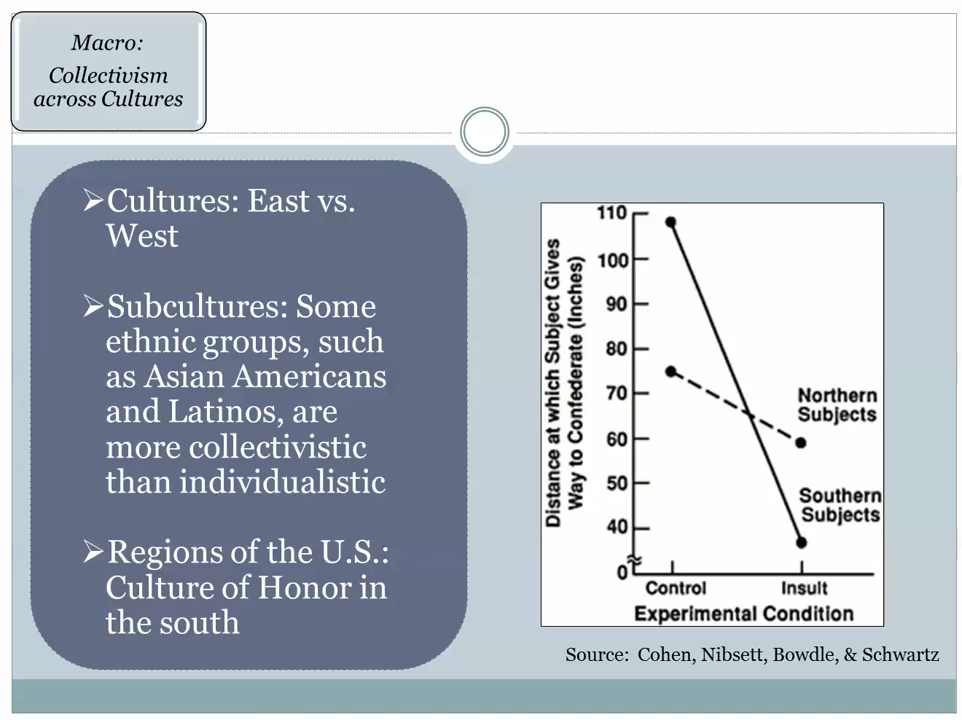 Macro:
Collectivism
across Cultures
➢Cultures: East vs.
West
➢Subcultures: Some
ethnic groups, such
as Asian Americans
and Latinos, are
more collectivistic
than individualistic
➢Regions of the U.S.:
Culture of Honor in
the south
Distance at which Subject Gives
Way to Confederate (Inches)
110
100
90
80
70
60
50
40
0
Northern
Subjects
Southern
Subjects
Control
Insult
Experimental Condition
Source: Cohen, Nibsett, Bowdle, & Schwartz